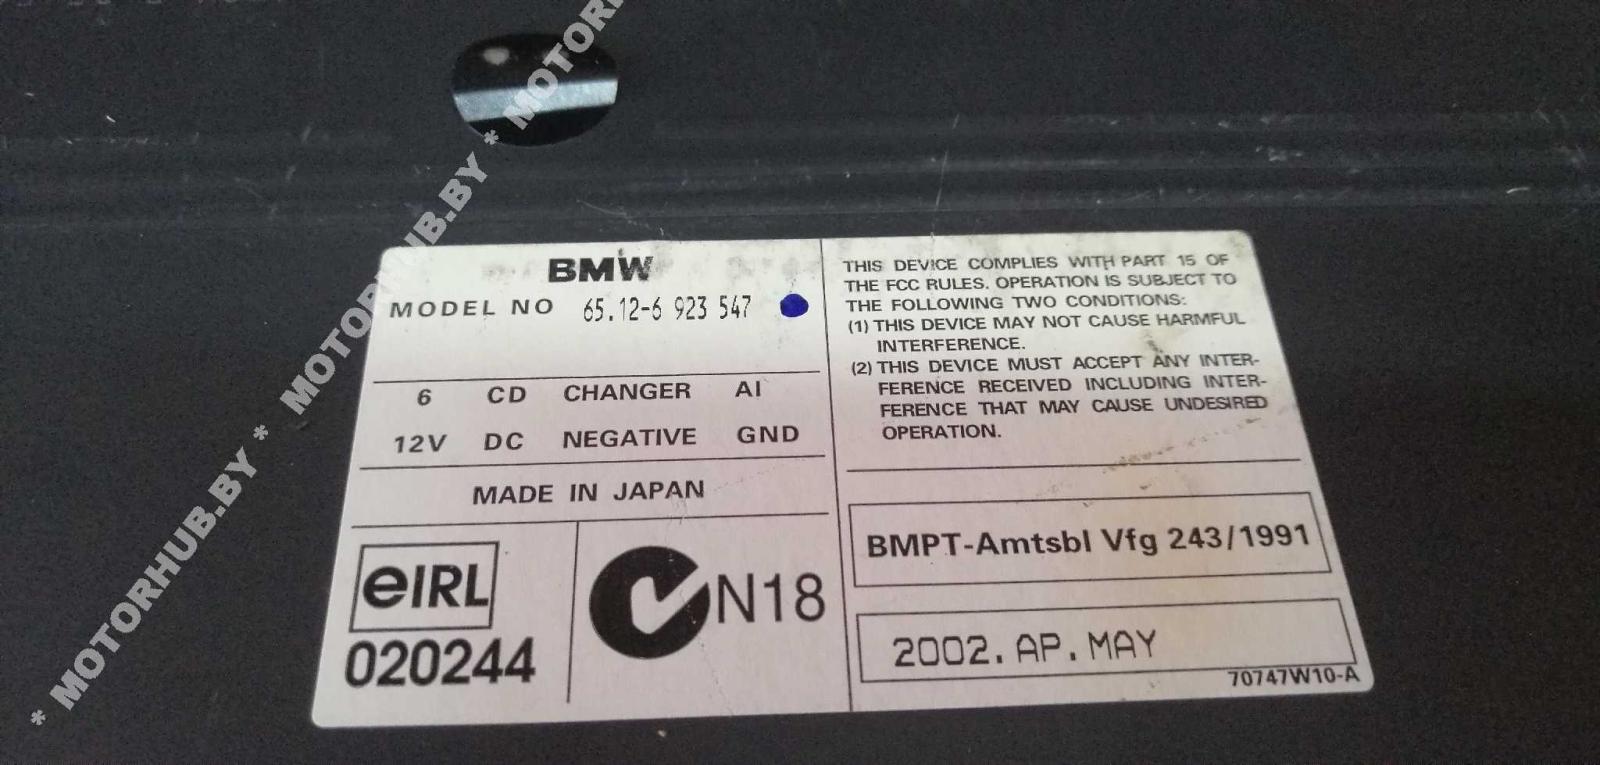 * MOTORHUB.BY * MOTORHUB.BY * MOTORH
BMW
MODEL NO 65.12-6 923 547
6 CD CHANGER AI
12V DC NEGATIVE GND
MADE IN JAPAN
eIRL
020244
N18
THIS DEVICE COMPLIES WITH PART 15 OF
THE FCC RULES. OPERATION IS SUBJECT TO
THE FOLLOWING TWO CONDITIONS:
(1) THIS DEVICE MAY NOT CAUSE HARMFUL
INTERFERENCE.
(2) THIS DEVICE MUST ACCEPT ANY INTER-
FERENCE RECEIVED INCLUDING INTER-
FERENCE THAT MAY CAUSE UNDESIRED
OPERATION.
BMPT-Amtsbl Vfg 243/1991
2002. AP. MAY
70747W10-A